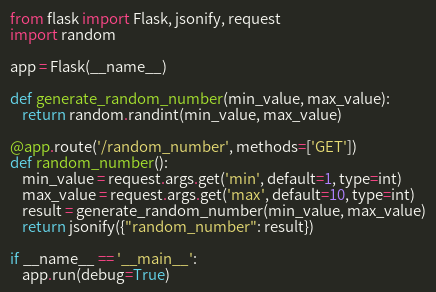 from flask import Flask, jsonify, request
import random

app = Flask(__name__)

def generate_random_number(min_value, max_value):
    return random.randint(min_value, max_value)

@app.route('/random_number', methods=['GET'])
def random_number():
    min_value = request.args.get('min', default=1, type=int)
    max_value = request.args.get('max', default=10, type=int)
    result = generate_random_number(min_value, max_value)
    return jsonify({"random_number": result})

if __name__ == '__main__':
    app.run(debug=True)